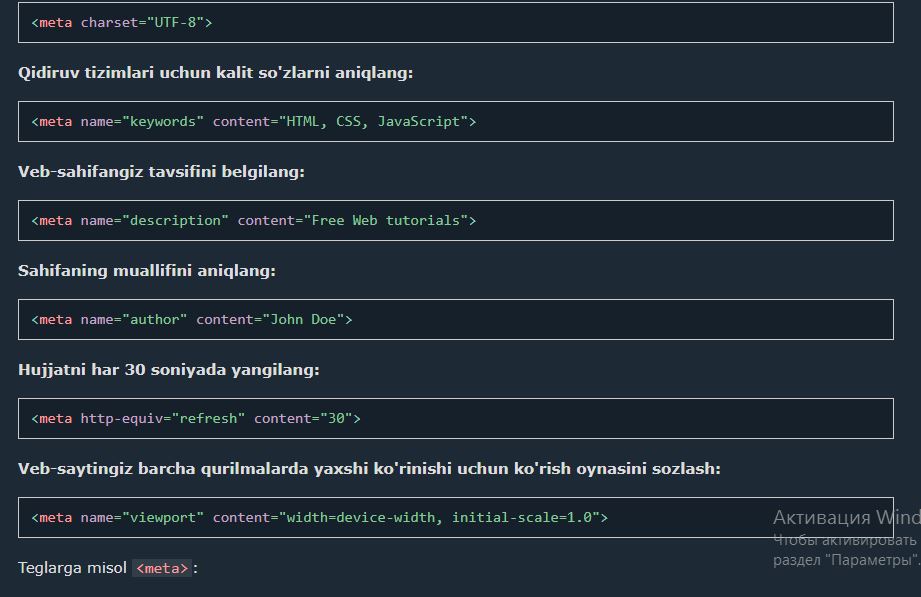 <meta charset="UTF-8">
Qidiruv tizimlari uchun kalit so'zlarni aniqlang:
<meta name="keywords" content="HTML, CSS, JavaScript">
Veb-sahifangiz tavsifini belgilang:
<meta name="description" content="Free Web tutorials">
Sahifaning muallifini aniqlang:
<meta name="author" content="John Doe">
Hujjatni har 30 soniyada yangilang:
<meta http-equiv="refresh" content="30">
Veb-saytingiz barcha qurilmalarda yaxshi ko'rinishi uchun ko'rish oynasini sozlash:
<meta name="viewport" content="width=device-width, initial-scale=1.0">
Активация Wind
Чтобы активировать
раздел "Параметры".
Teglarga misol <meta>: